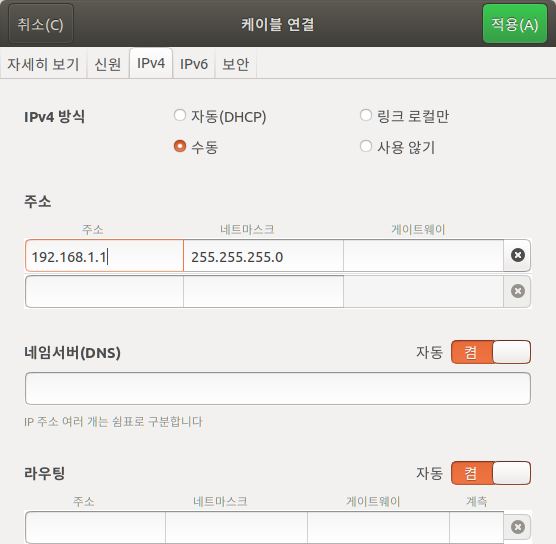 취소(C) 케이블 연결 적용(A)
자세히 보기 신원 IPv4 IPv6 보안
IPv4 방식 자동(DHCP) 링크 로컬만
수동 사용 않기
주소
주소 네트마스크 게이트웨이
192.168.1.1 255.255.255.0
네임서버(DNS) 자동 켬
IP 주소 여러 개는 쉼표로 구분합니다
라우팅 자동 켬
주소 네트마스크 게이트웨이 계측